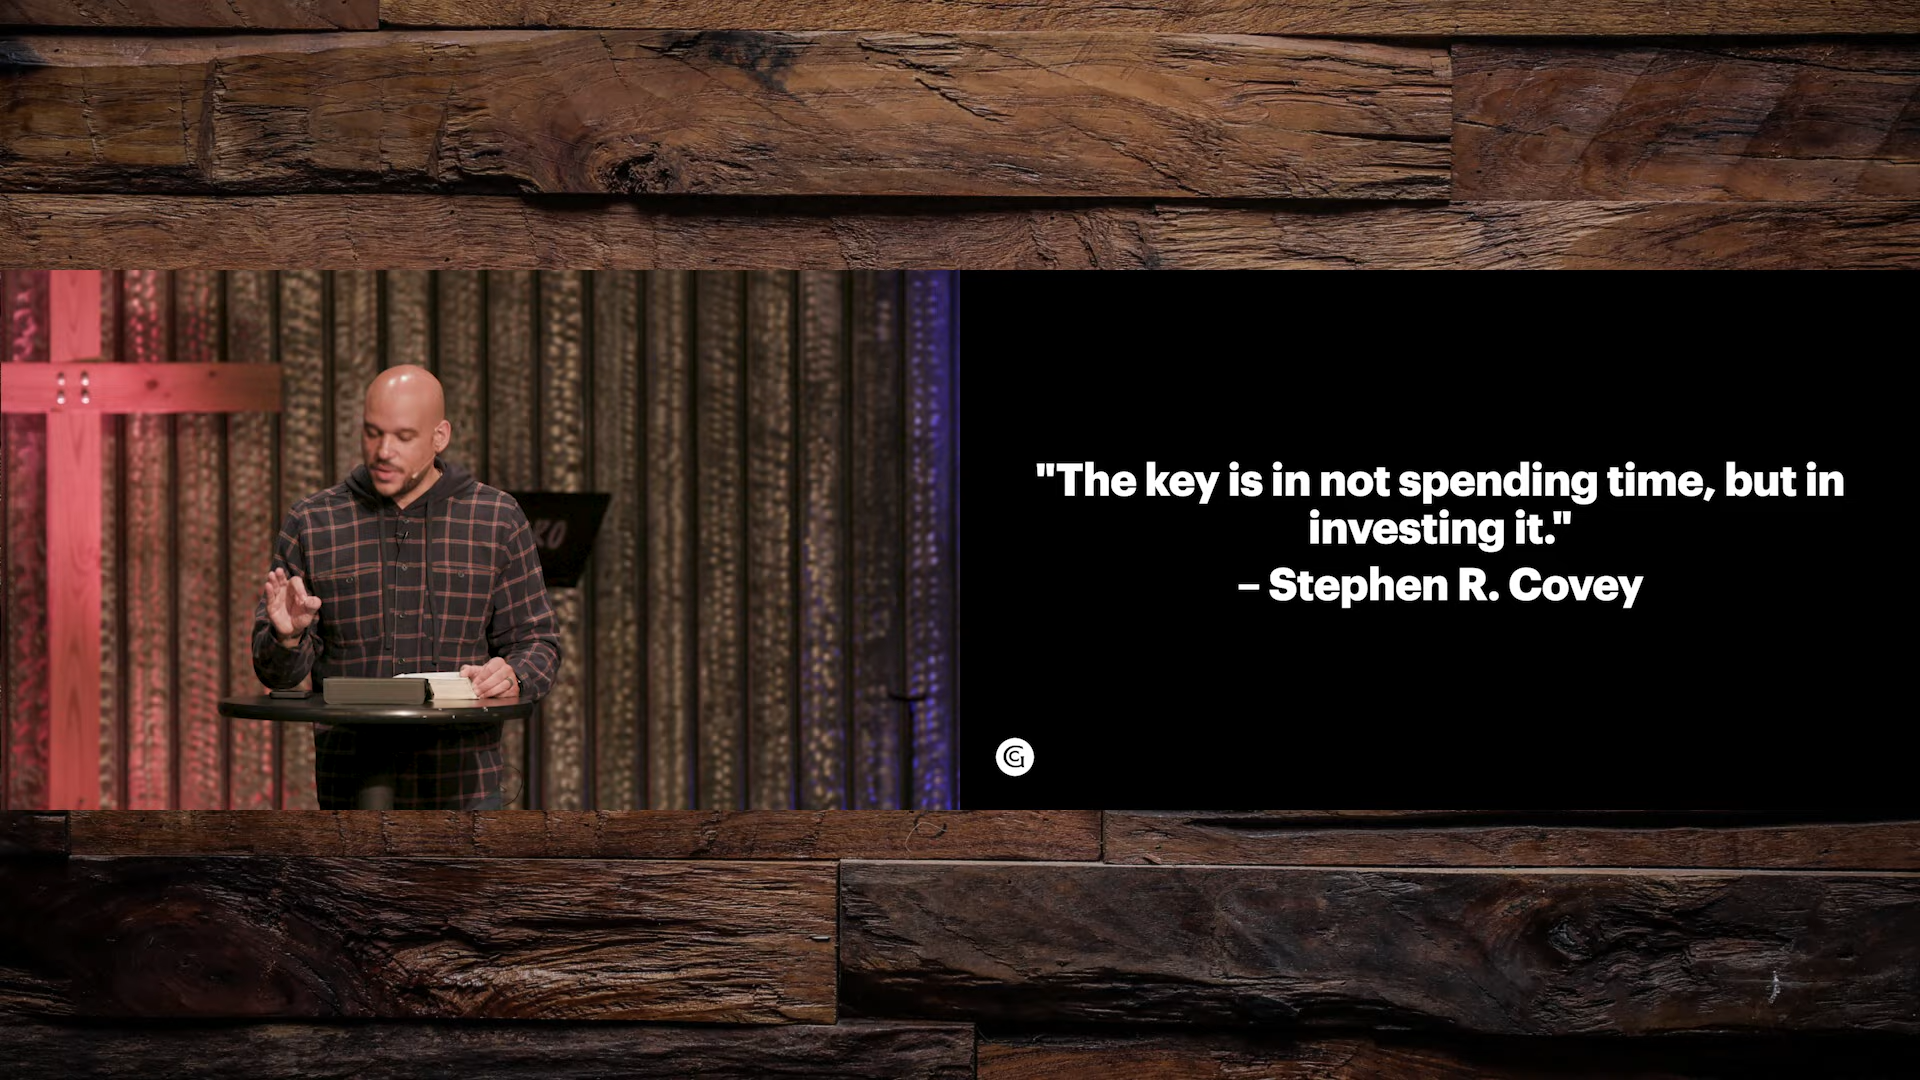 "The key is in not spending time, but in
investing it."
– Stephen R. Covey